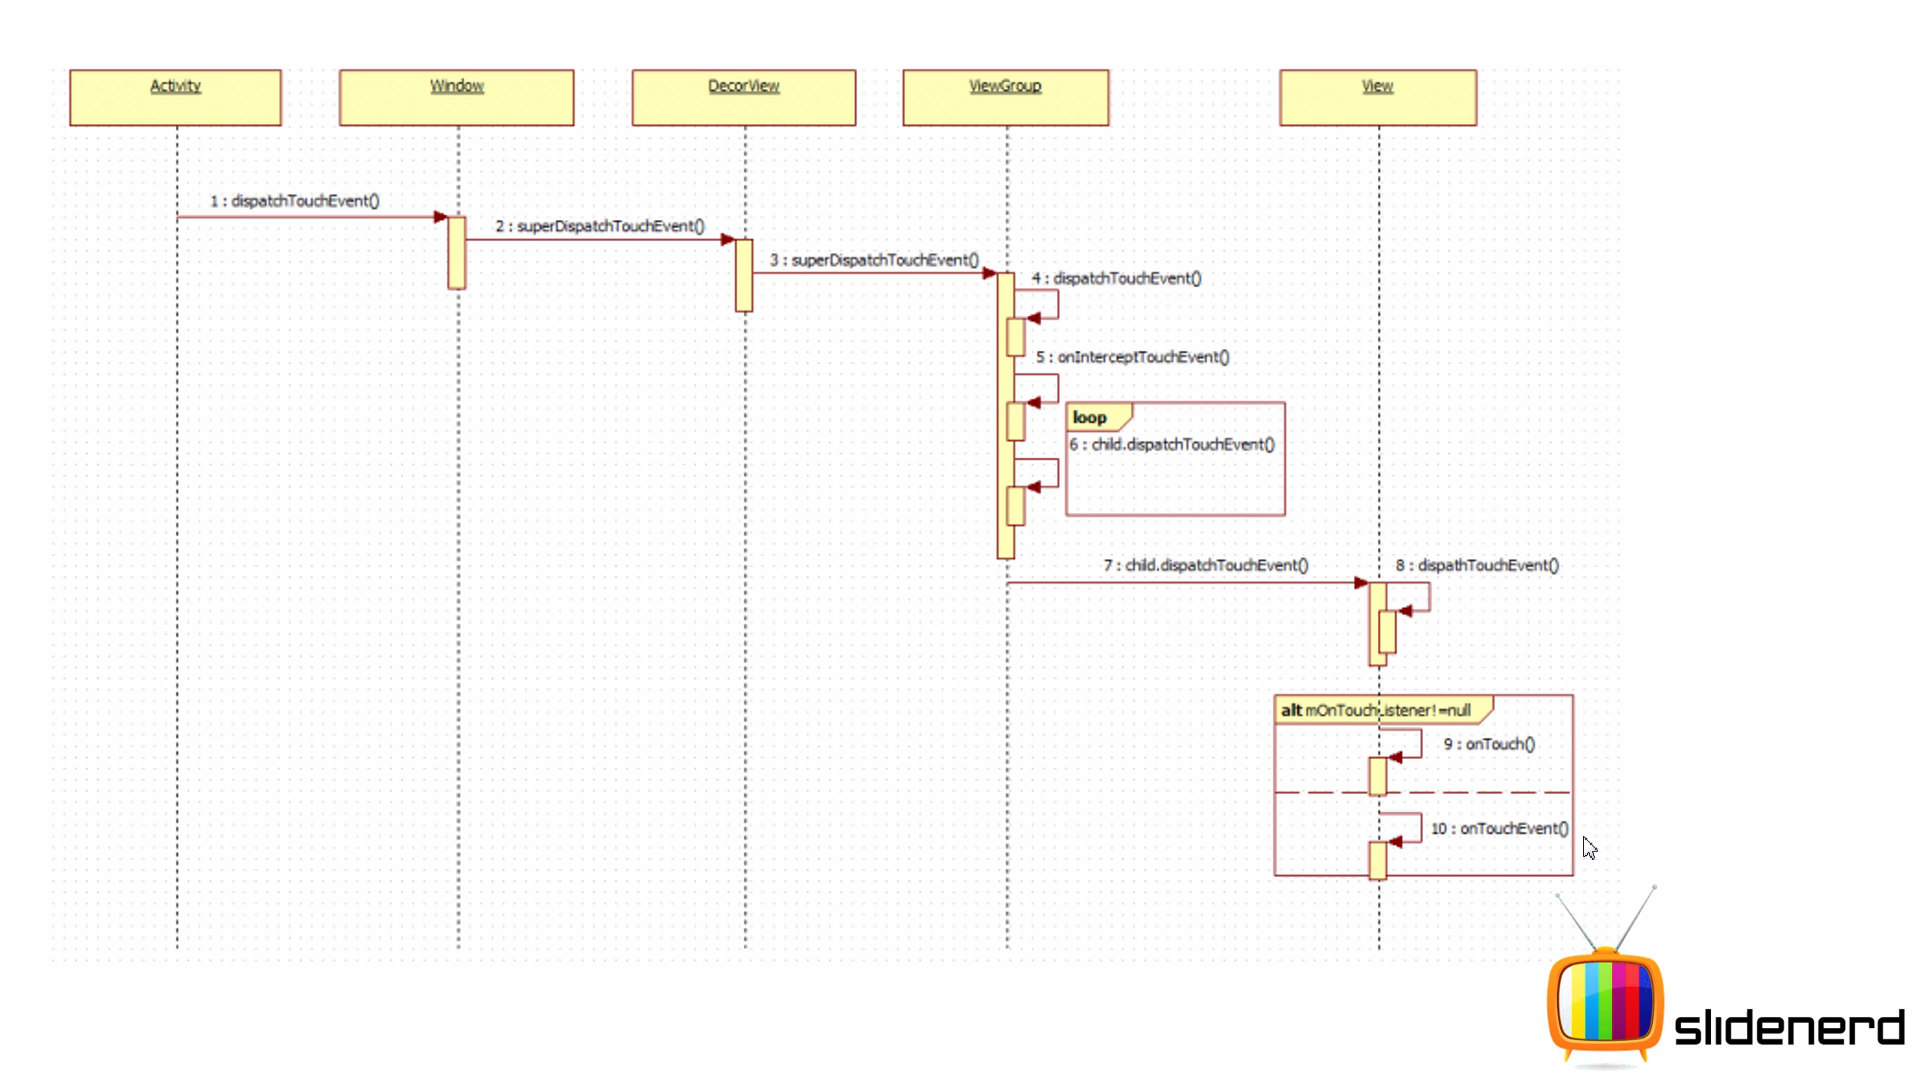 Activity
Window
DecorView
ViewGroup
View
1 : dispatchTouchEvent()
2 : superDispatchTouchEvent()
3 : superDispatchTouchEvent()
4 : dispatchTouchEvent()
5 : onInterceptTouchEvent()
loop
6 : child.dispatchTouchEvent()
7 : child.dispatchTouchEvent()
8 : dispathTouchEvent()
alt mOnTouchListener!=null
9 : onTouch()
10 : onTouchEvent()
slidenerd